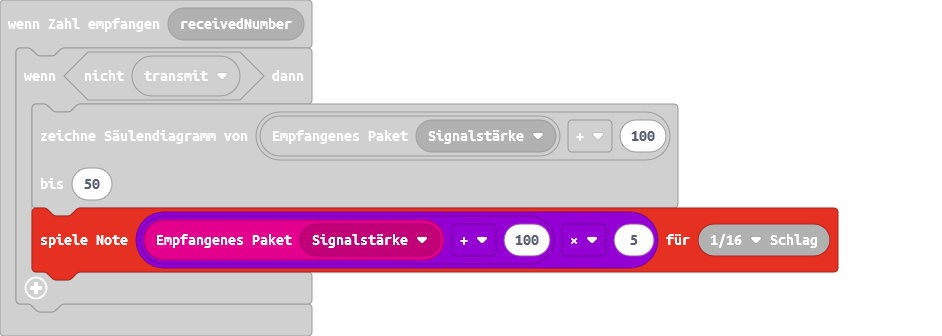 wenn Zahl empfangen receivedNumber
wenn nicht transmit dann
zeichne Säulendiagramm von Empfangenes Paket Signalstärke + 100
bis 50
spiele Note Empfangenes Paket Signalstärke + 100 × 5 für 1/16 Schlag